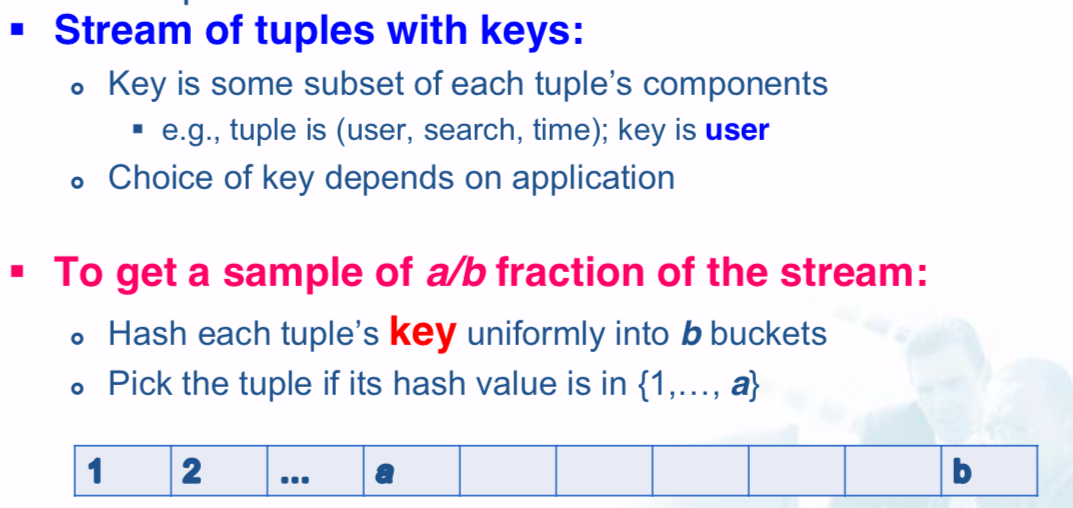 ▪ Stream of tuples with keys:
∘ Key is some subset of each tuple’s components
▪ e.g., tuple is (user, search, time); key is user
∘ Choice of key depends on application
▪ To get a sample of a/b fraction of the stream:
∘ Hash each tuple’s key uniformly into b buckets
∘ Pick the tuple if its hash value is in {1,…, a}
1 2 ... a b